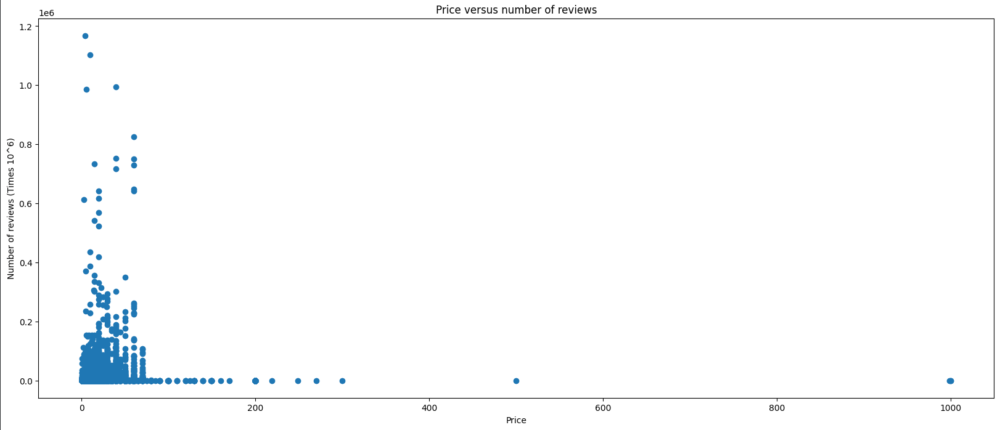 Price versus number of reviews
1e6
1.2
1.0
0.8
0.6
0.4
0.2
0.0
Number of reviews (Times 10^6)
0 200 400 600 800 1000
Price